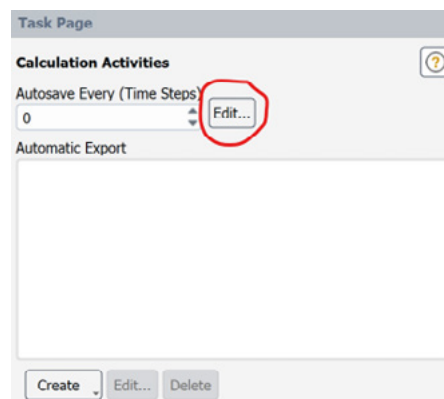 Task Page
Calculation Activities
?
Autosave Every (Time Steps)
0 Edit...
Automatic Export
Create Edit... Delete